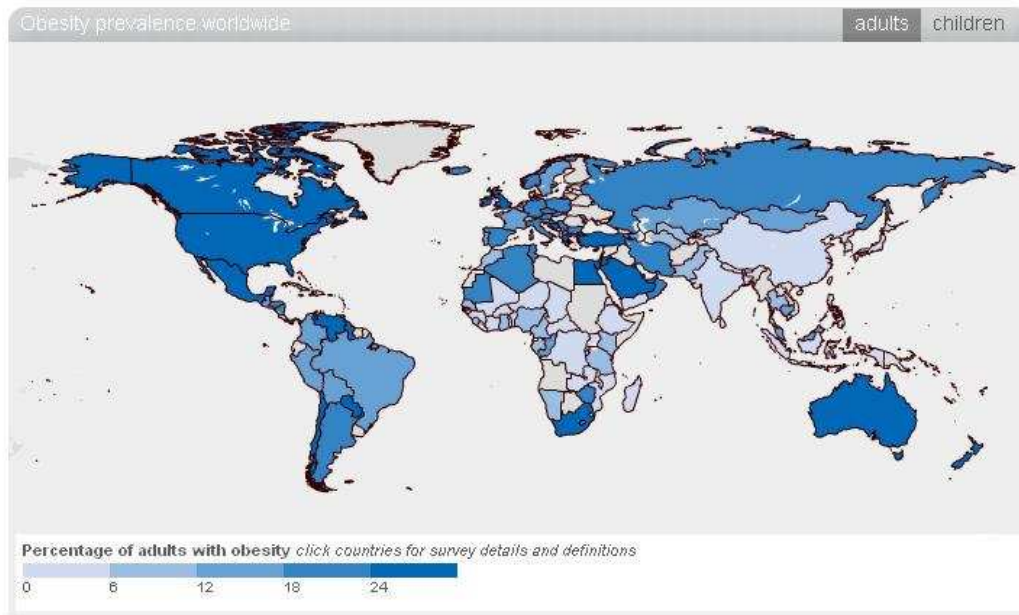 Obesity prevalence worldwide
adults children
Percentage of adults with obesity click countries for survey details and definitions
0 6 12 18 24